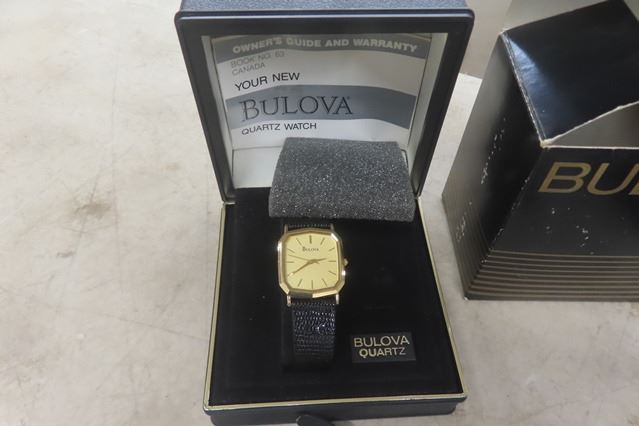 OWNER'S GUIDE AND WARRANTY
BOOK NO. 63
CANADA
YOUR NEW
BULOVA
QUARTZ WATCH
BULOVA
BULOVA
QUARTZ
BU